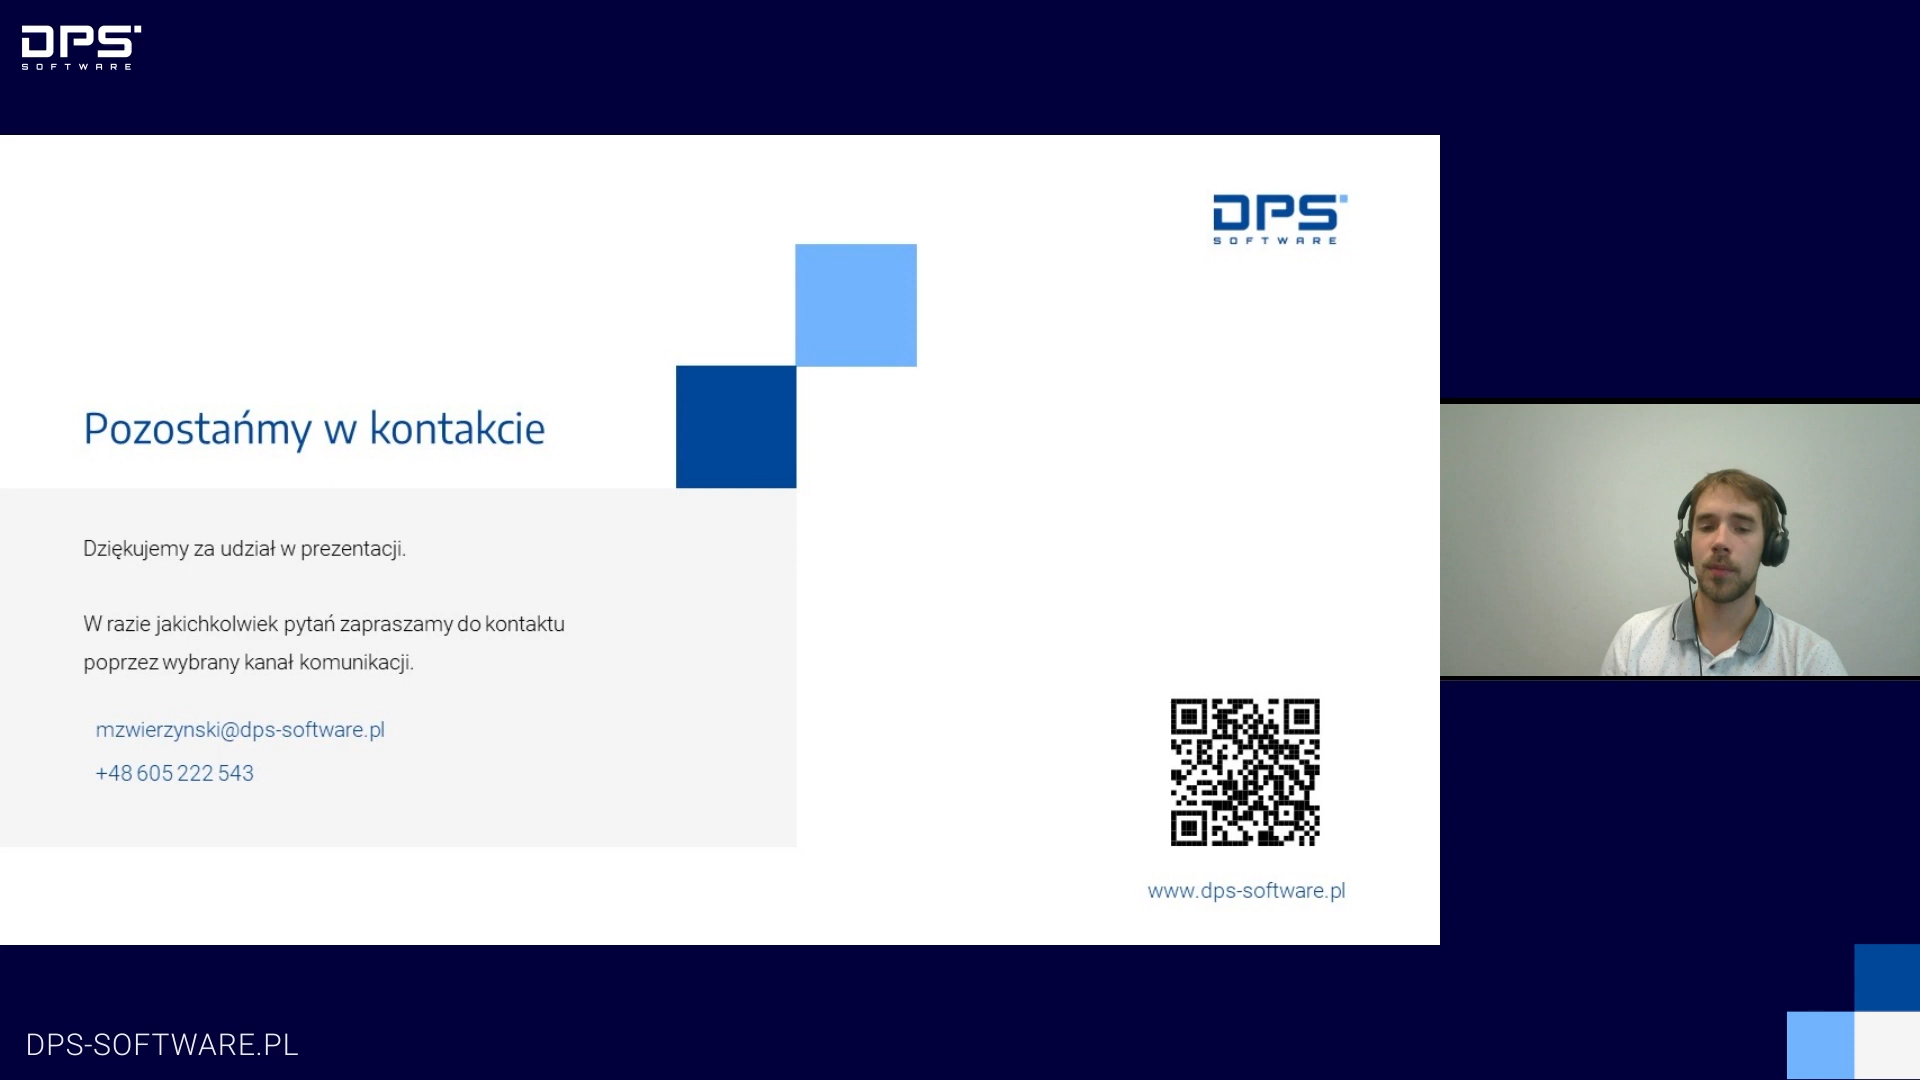 DPS
SOFTWARE
DPS
SOFTWARE
Pozostańmy w kontakcie
Dziękujemy za udział w prezentacji.
W razie jakichkolwiek pytań zapraszamy do kontaktu
poprzez wybrany kanał komunikacji.
mzwierzynski@dps-software.pl
+48 605 222 543
www.dps-software.pl
DPS-SOFTWARE.PL